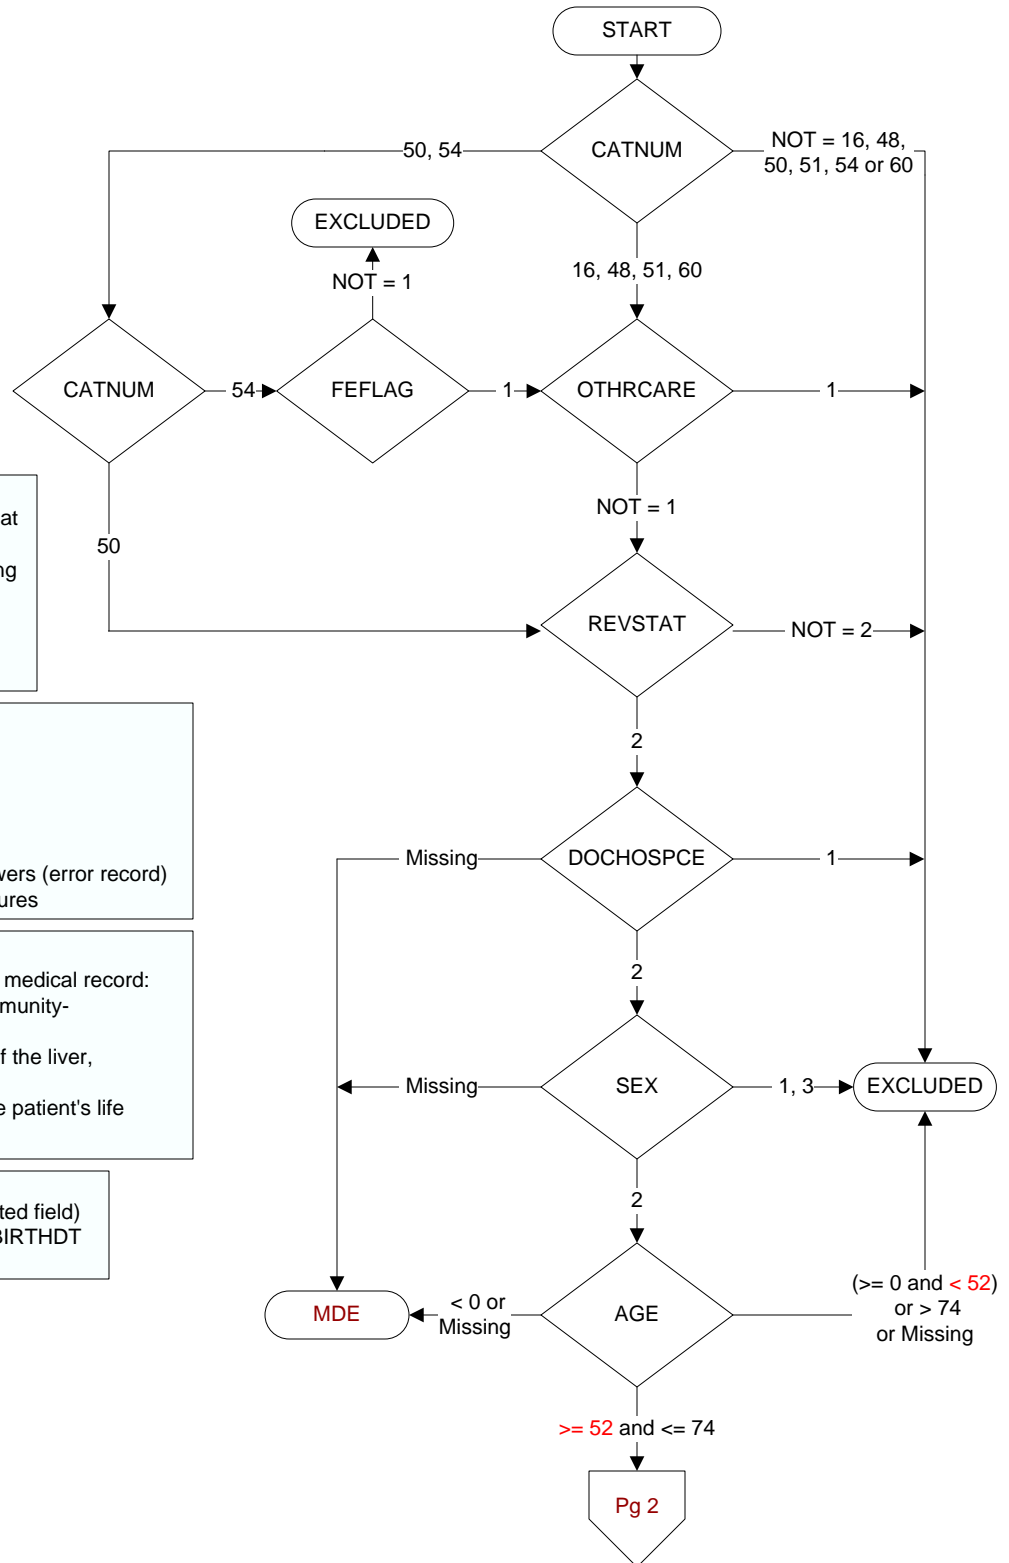 START
CATNUM
50, 54
NOT = 16, 48,
50, 51, 54 or 60
EXCLUDED
NOT = 1
16, 48, 51, 60
CATNUM
54
FEFLAG
1
OTHRCARE
1
NOT = 1
50
REVSTAT
NOT = 2
2
Missing
DOCHOSPCE
1
2
Missing
SEX
1, 3
EXCLUDED
2
MDE
< 0 or
Missing
AGE
(>= 0 and < 52)
or > 74
or Missing
>= 52 and <= 74
Pg 2
at
ng
wers (error record)
ures
medical record:
munity-
f the liver,
e patient's life
ted field)
BIRTHDT